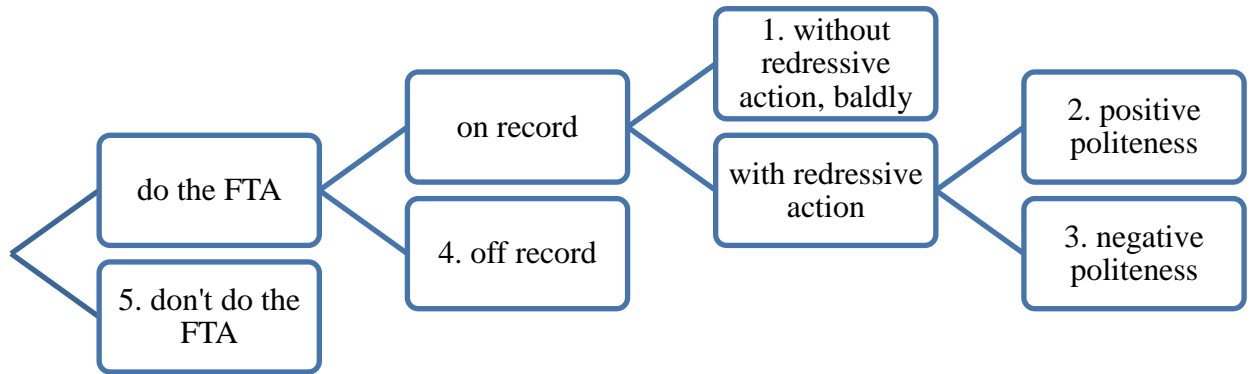 do the FTA
5. don't do the
FTA
on record
4. off record
1. without
redressive
action, baldly
with redressive
action
2. positive
politeness
3. negative
politeness